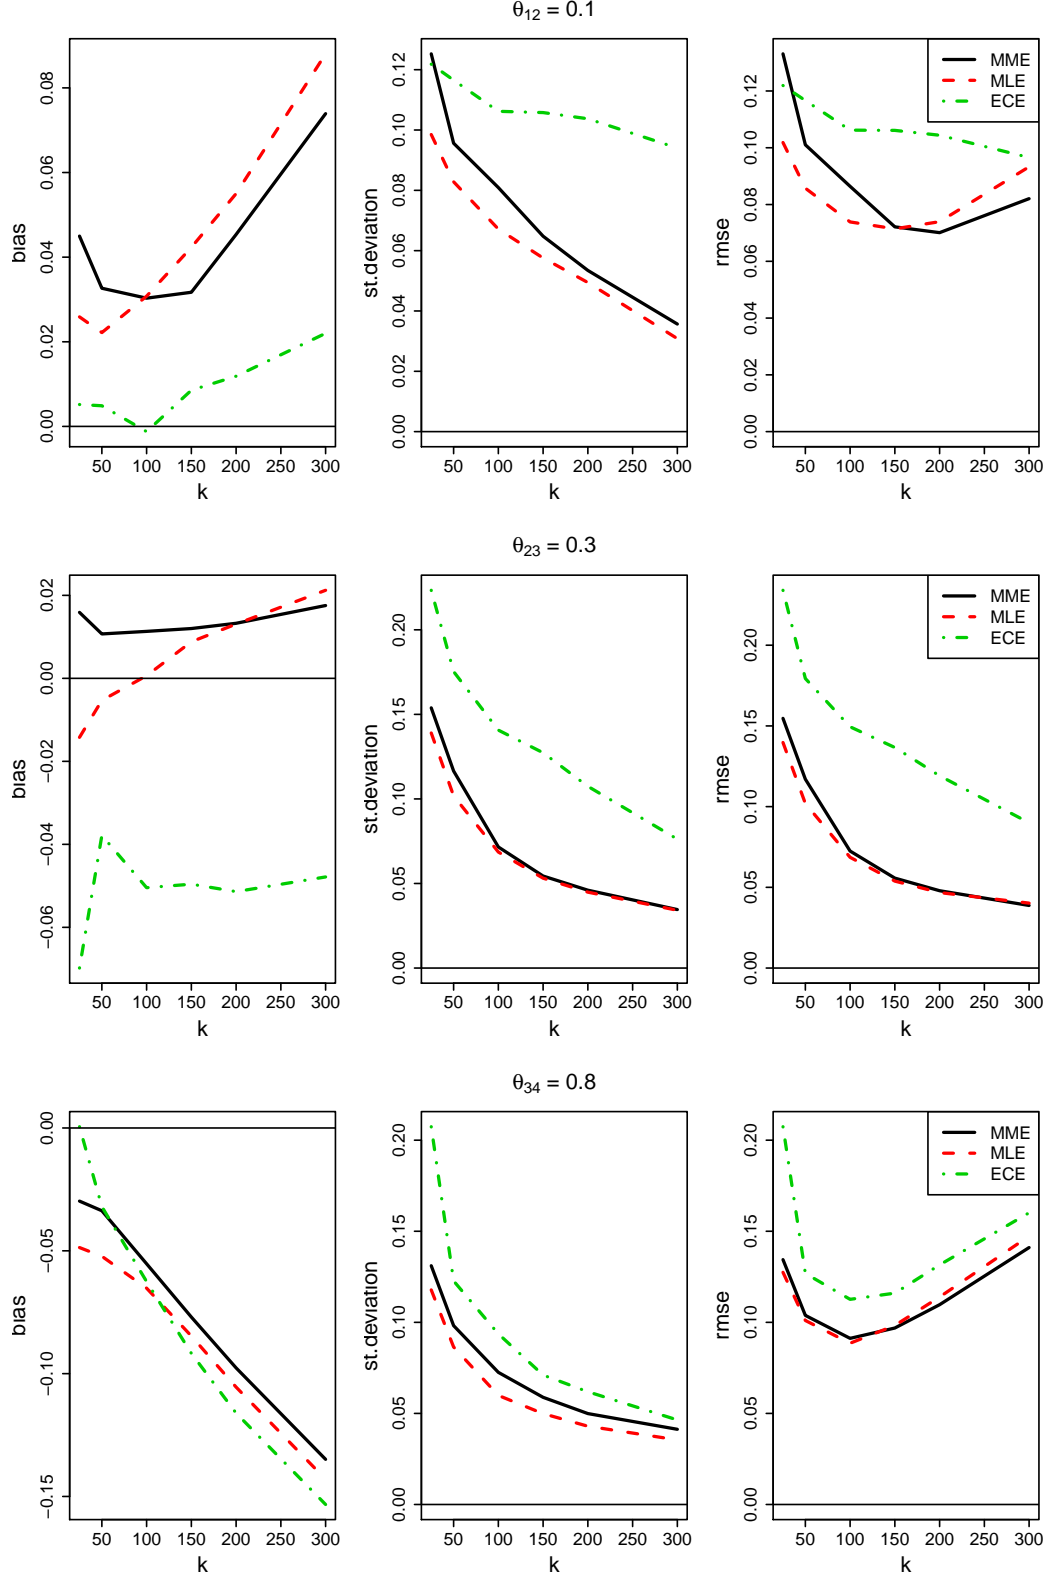 θ12 = 0.1
bias
0.00 0.02 0.04 0.06 0.08
50 100 150 200 250 300
k
st.deviation
0.00 0.02 0.04 0.06 0.08 0.10 0.12
50 100 150 200 250 300
k
rmse
0.00 0.02 0.04 0.06 0.08 0.10 0.12
50 100 150 200 250 300
k
MME
MLE
ECE
θ23 = 0.3
bias
−0.06 −0.04 −0.02 0.00 0.02
50 100 150 200 250 300
k
st.deviation
0.00 0.05 0.10 0.15 0.20
50 100 150 200 250 300
k
rmse
0.00 0.05 0.10 0.15 0.20
50 100 150 200 250 300
k
MME
MLE
ECE
θ34 = 0.8
bias
−0.15 −0.10 −0.05 0.00
50 100 150 200 250 300
k
st.deviation
0.00 0.05 0.10 0.15 0.20
50 100 150 200 250 300
k
rmse
0.00 0.05 0.10 0.15 0.20
50 100 150 200 250 300
k
MME
MLE
ECE